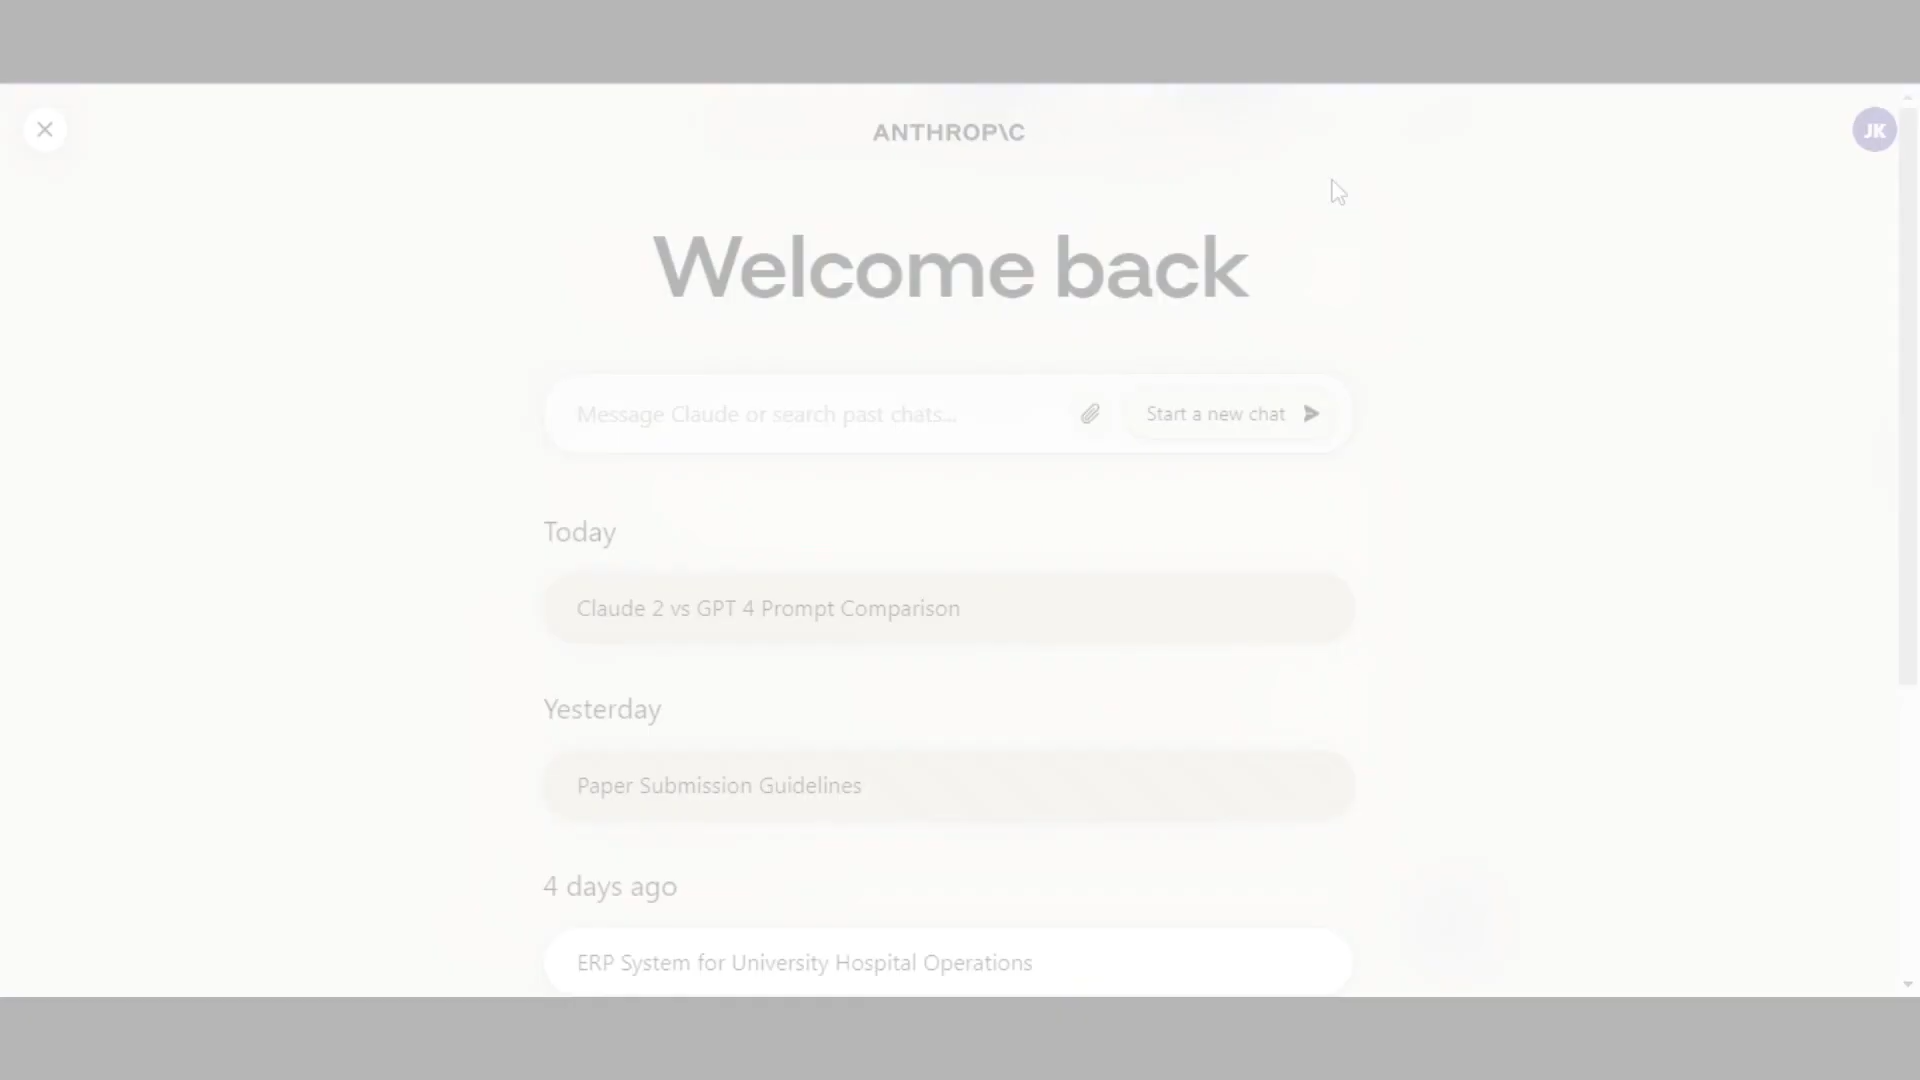 ANTHROP\C
JK
Welcome back
Message Claude or search past chats...
Start a new chat
Today
Claude 2 vs GPT 4 Prompt Comparison
Yesterday
Paper Submission Guidelines
4 days ago
ERP System for University Hospital Operations